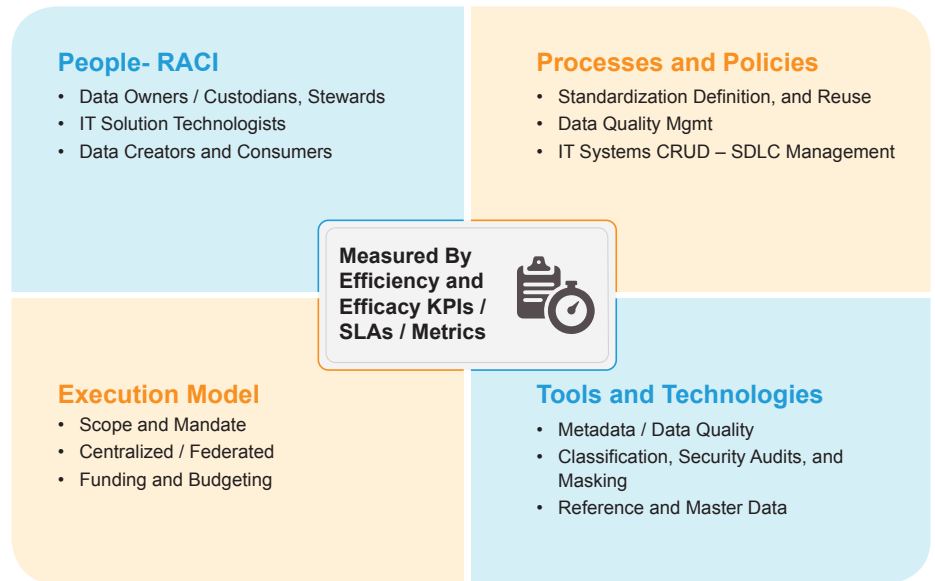 People- RACI
• Data Owners / Custodians, Stewards
• IT Solution Technologists
• Data Creators and Consumers
Processes and Policies
• Standardization Definition, and Reuse
• Data Quality Mgmt
• IT Systems CRUD – SDLC Management
Measured By
Efficiency and
Efficacy KPIs /
SLAs / Metrics
Execution Model
• Scope and Mandate
• Centralized / Federated
• Funding and Budgeting
Tools and Technologies
• Metadata / Data Quality
• Classification, Security Audits, and
Masking
• Reference and Master Data